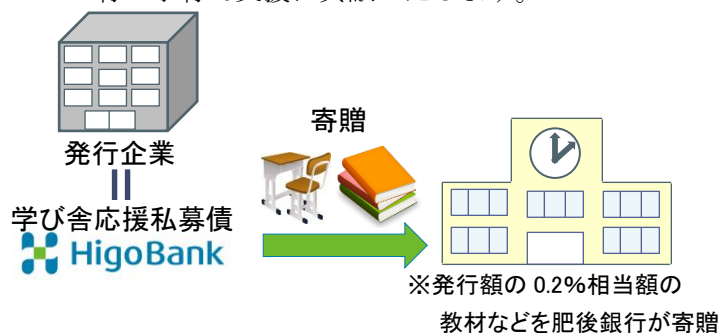 発行企業
寄贈
学び舎応援私募債
HigoBank
※発行額の 0.2%相当額の
教材などを肥後銀行が寄贈